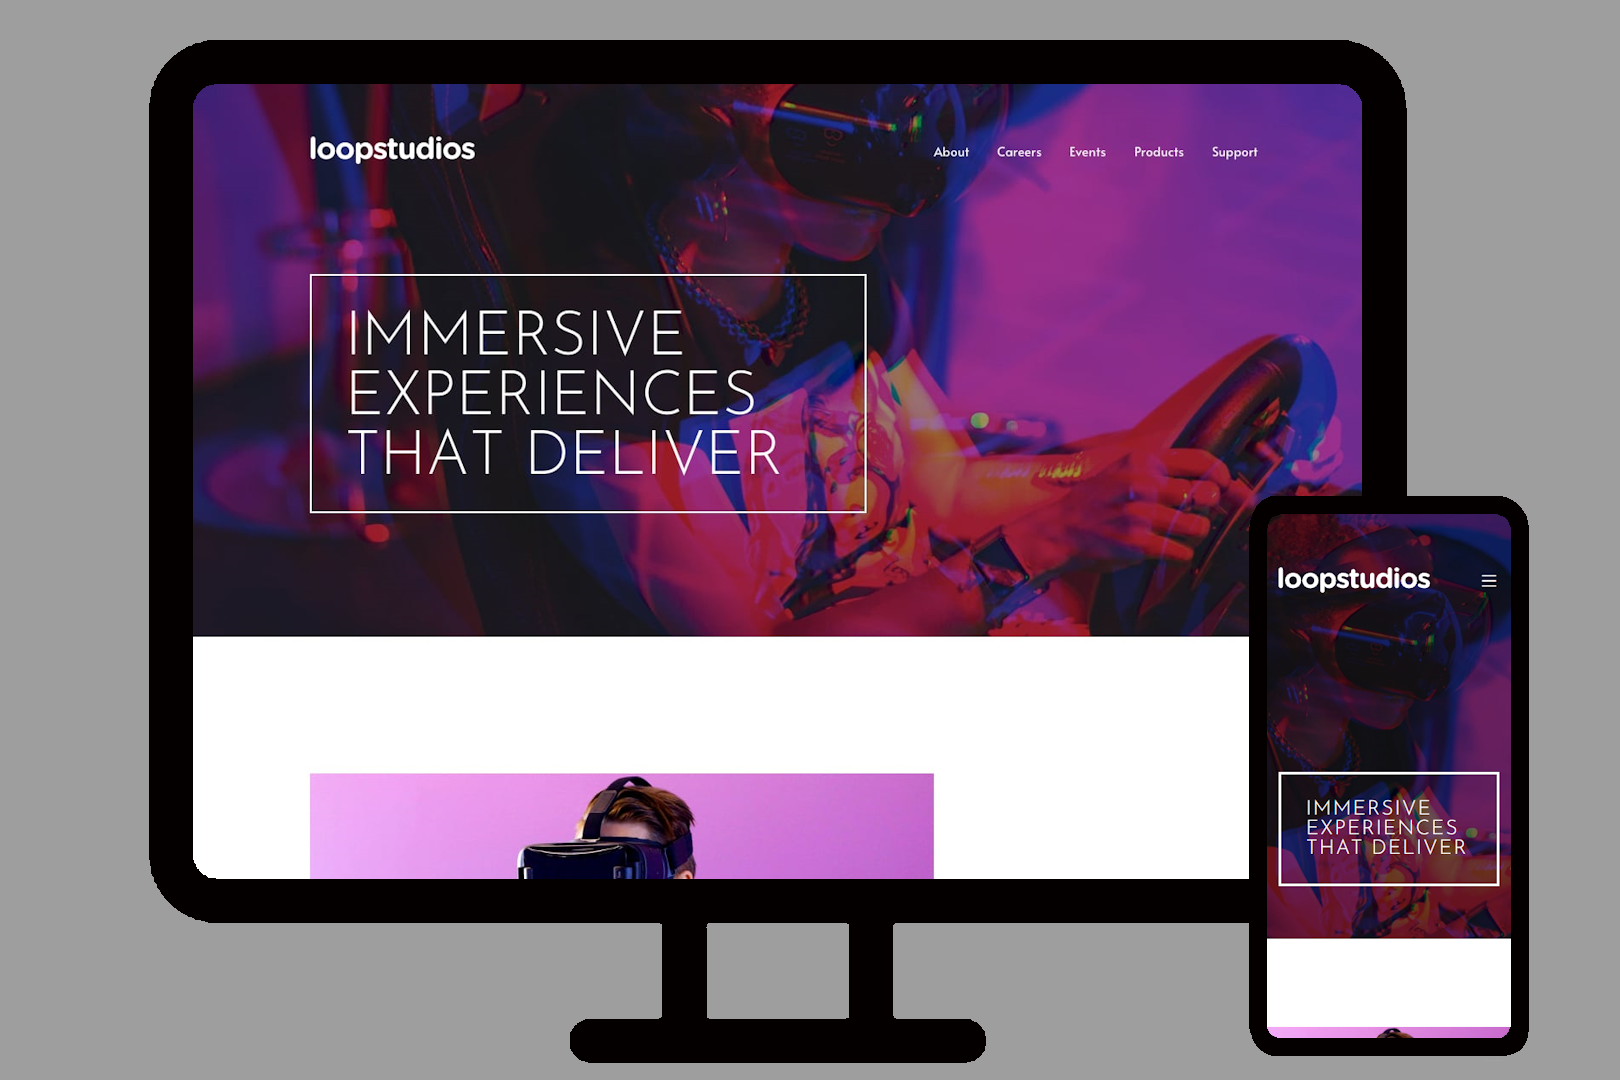 loopstudios
About Careers Events Products Support
IMMERSIVE
EXPERIENCES
THAT DELIVER
loopstudios
IMMERSIVE
EXPERIENCES
THAT DELIVER